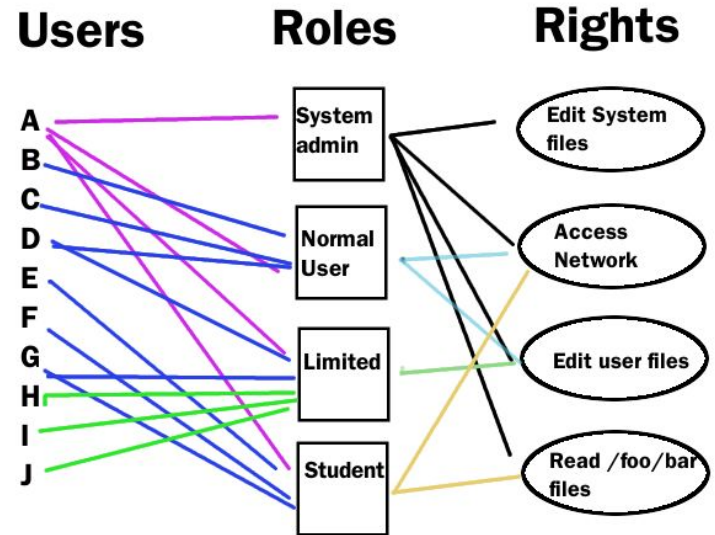 Users
Roles
Rights
A
B
C
D
E
F
G
H
I
J
System
admin
Normal
User
Limited
Student
Edit System
files
Access
Network
Edit user files
Read /foo/bar
files